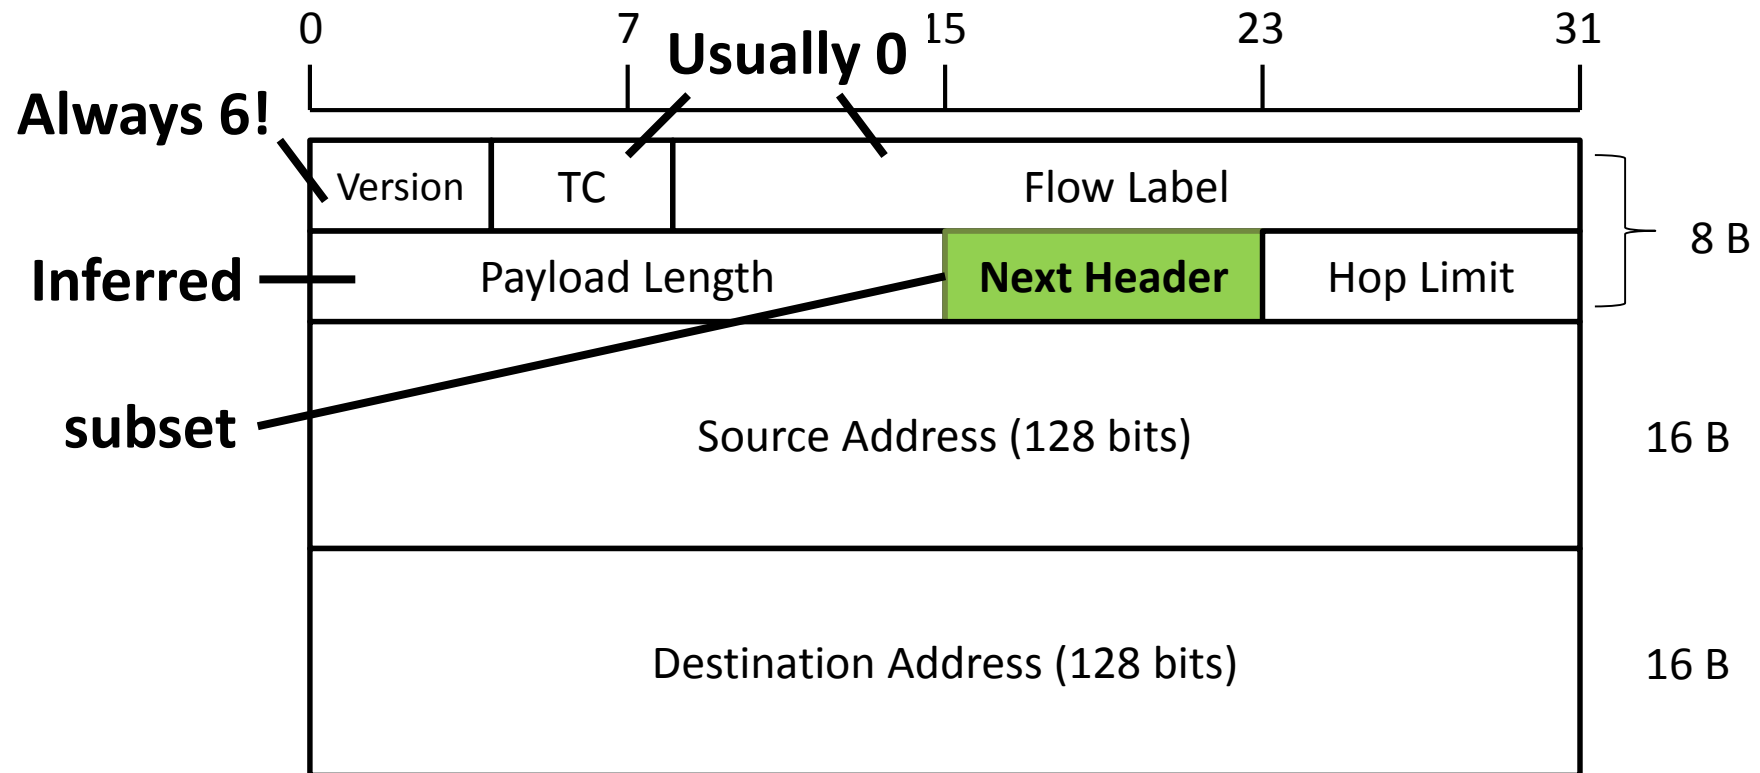 0 7 15 23 31
Usually 0
Always 6!
Version TC Flow Label
8 B
Inferred Payload Length Next Header Hop Limit
subset Source Address (128 bits) 16 B
Destination Address (128 bits) 16 B